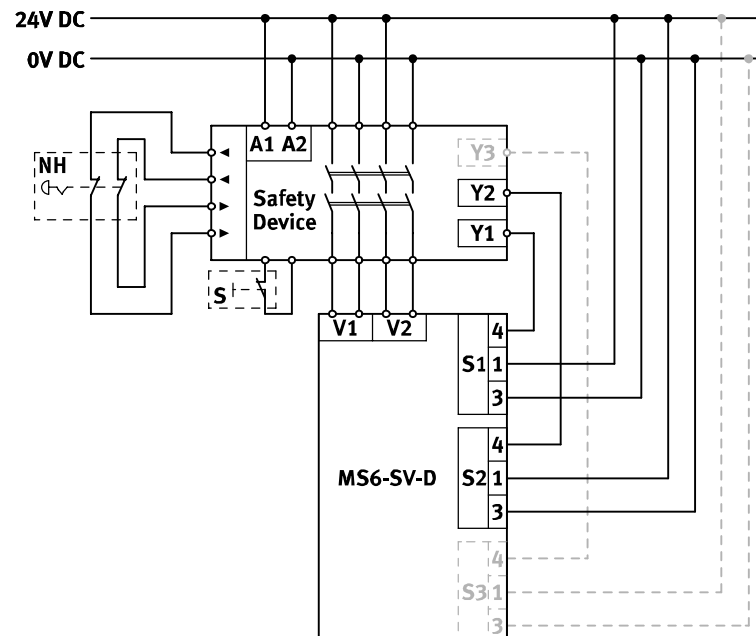 24V DC
0V DC
A1 A2
Y3
NH
Y2
Safety
Device
Y1
S
V1 V2
4
S1 1
3
4
MS6-SV-D
S2 1
3
4
S3 1
3